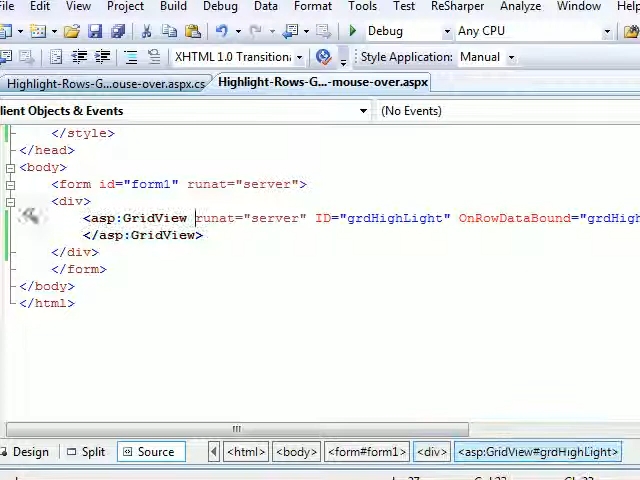 File View Project Build Debug Data Format Tools ReSharper Analyze Window Help
Debug Any CPU
XHTML 1.0 Transition Style Application: Manual
Highlight-Rows-G...ouse-over.aspx.cs Highlight-Rows-G...-mouse-over.aspx
lient Objects & Events (No Events)
</style>
</head>
<body>
<form id="form1" runat="server">
<div>
<asp:GridView runat="server" ID="grdHighLight" OnRowDataBound="grdHigh
</asp:GridView>
</div>
</form>
</body>
</html>
Design Split Source <html> <body> <form#form1> <div> <asp:GridView#grdHighLight>